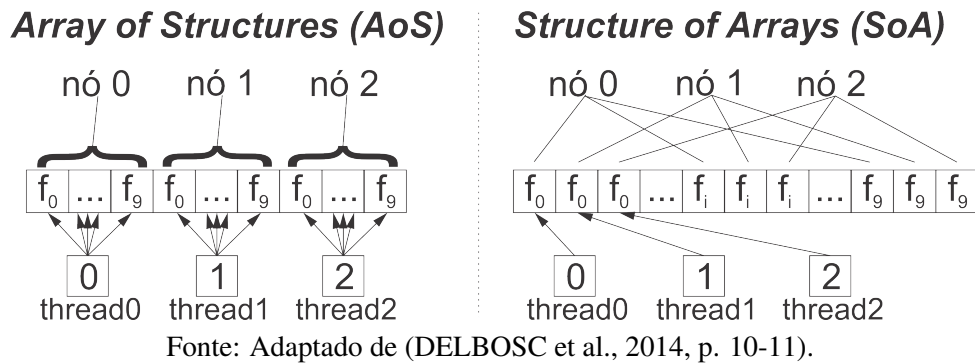 Array of Structures (AoS) Structure of Arrays (SoA)
nó 0 nó 1 nó 2 nó 0 nó 1 nó 2
f0 ... f9 f0 ... f9 f0 ... f9 f0 f0 f0 ... fi fi fi ... f9 f9 f9
0 1 2 0 1 2
thread0 thread1 thread2 thread0 thread1 thread2
Fonte: Adaptado de (DELBOSC et al., 2014, p. 10-11).